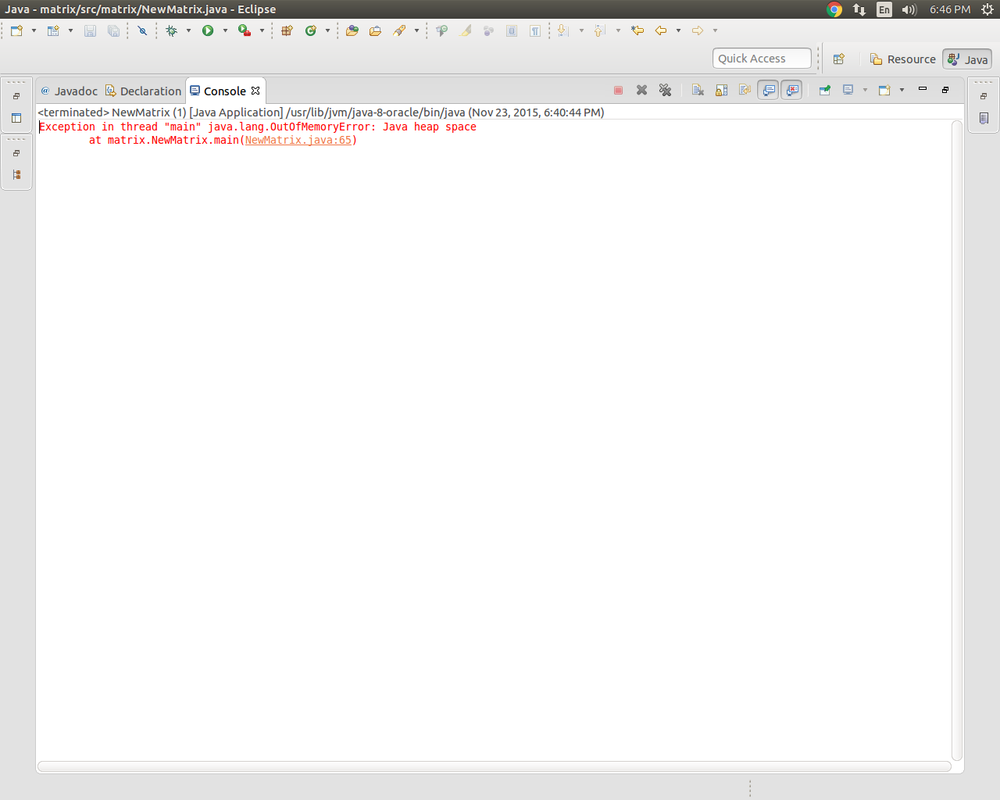 Java - matrix/src/matrix/NewMatrix.java - Eclipse
En
6:46 PM
Quick Access
Resource
Java
@ Javadoc
Declaration
Console
<terminated> NewMatrix (1) [Java Application] /usr/lib/jvm/java-8-oracle/bin/java (Nov 23, 2015, 6:40:44 PM)
Exception in thread "main" java.lang.OutOfMemoryError: Java heap space
at matrix.NewMatrix.main(NewMatrix.java:65)